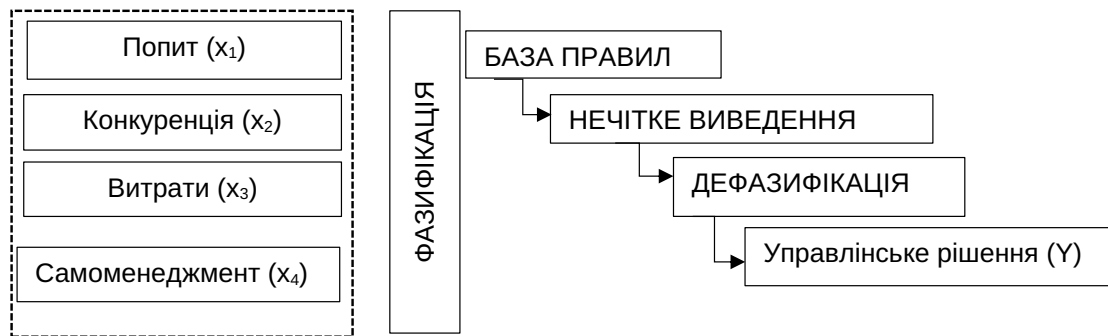 Попит (x₁)
Конкуренція (x₂)
Витрати (x₃)
Самоменеджмент (x₄)
ФАЗИФІКАЦІЯ
БАЗА ПРАВИЛ
НЕЧІТКЕ ВИВЕДЕННЯ
ДЕФАЗИФІКАЦІЯ
Управлінське рішення (Y)